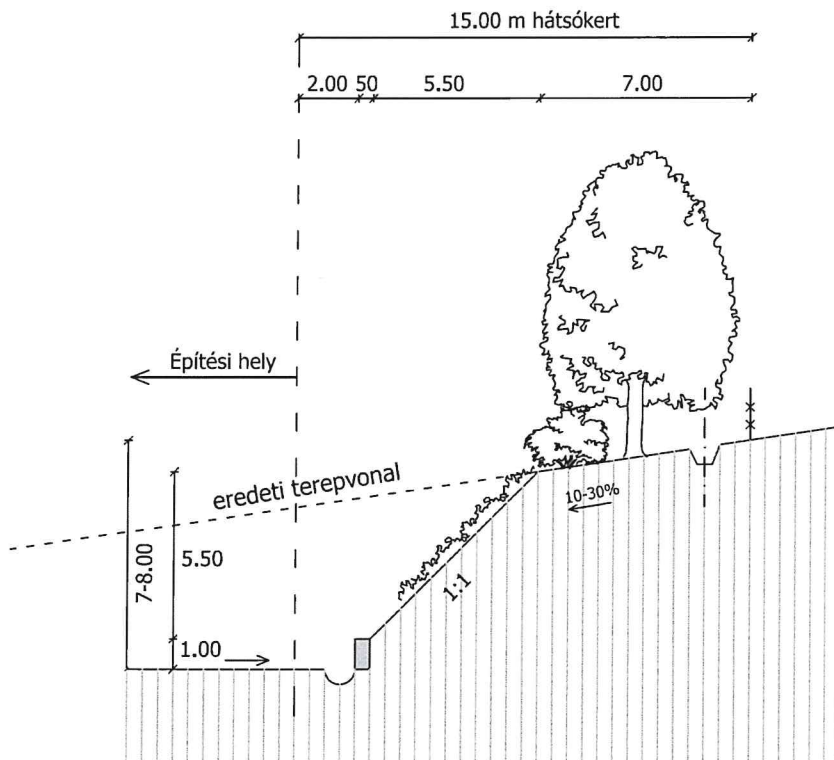 15.00 m hátsókert
2.00 50 5.50 7.00
Építési hely
eredeti terepvonal
10-30%
7-8.00
5.50
1:1
1.00